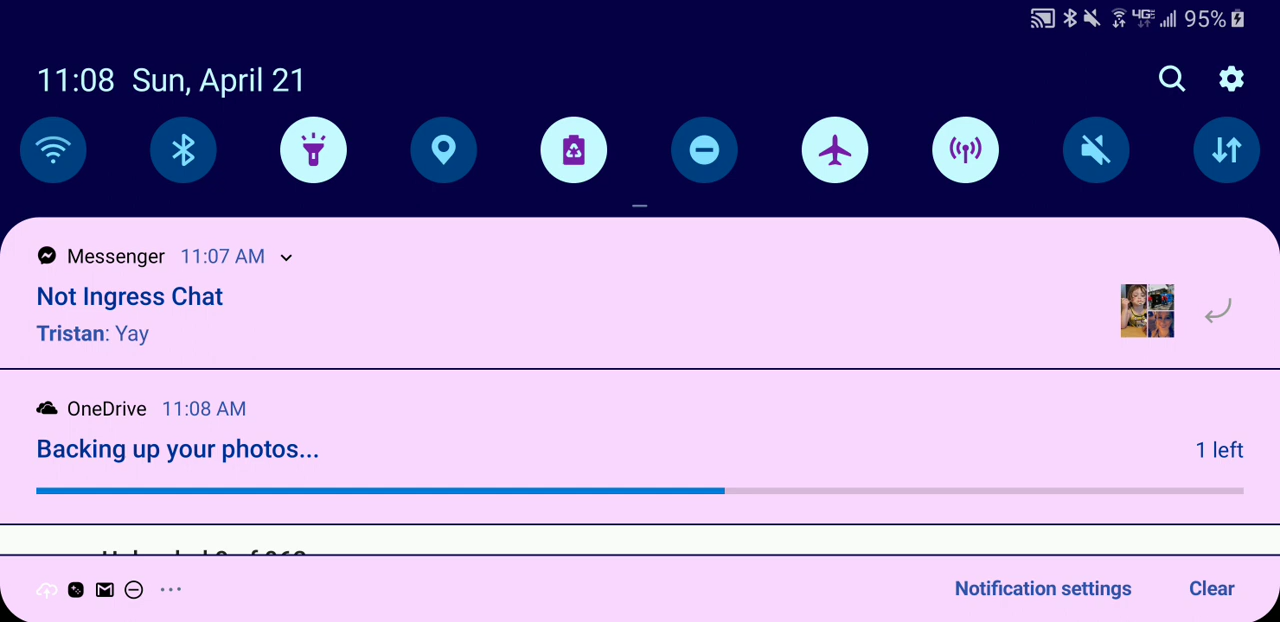 4GE 95%
11:08 Sun, April 21
Messenger 11:07 AM
Not Ingress Chat
Tristan: Yay
OneDrive 11:08 AM
Backing up your photos...
1 left
Notification settings Clear